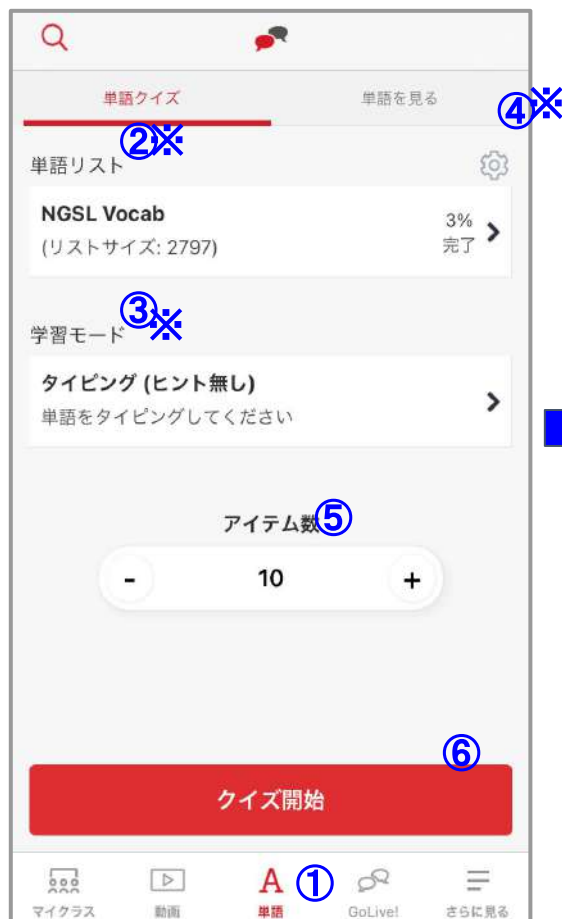 単語クイズ 単語を見る
④※
②※
単語リスト
NGSL Vocab
(リストサイズ: 2797)
3%
完了
③※
学習モード
タイピング (ヒント無し)
単語をタイピングしてください
アイテム数⑤
- 10 +
⑥
クイズ開始
A ①
マイクラス 動画 単語 GoLive! さらに見る